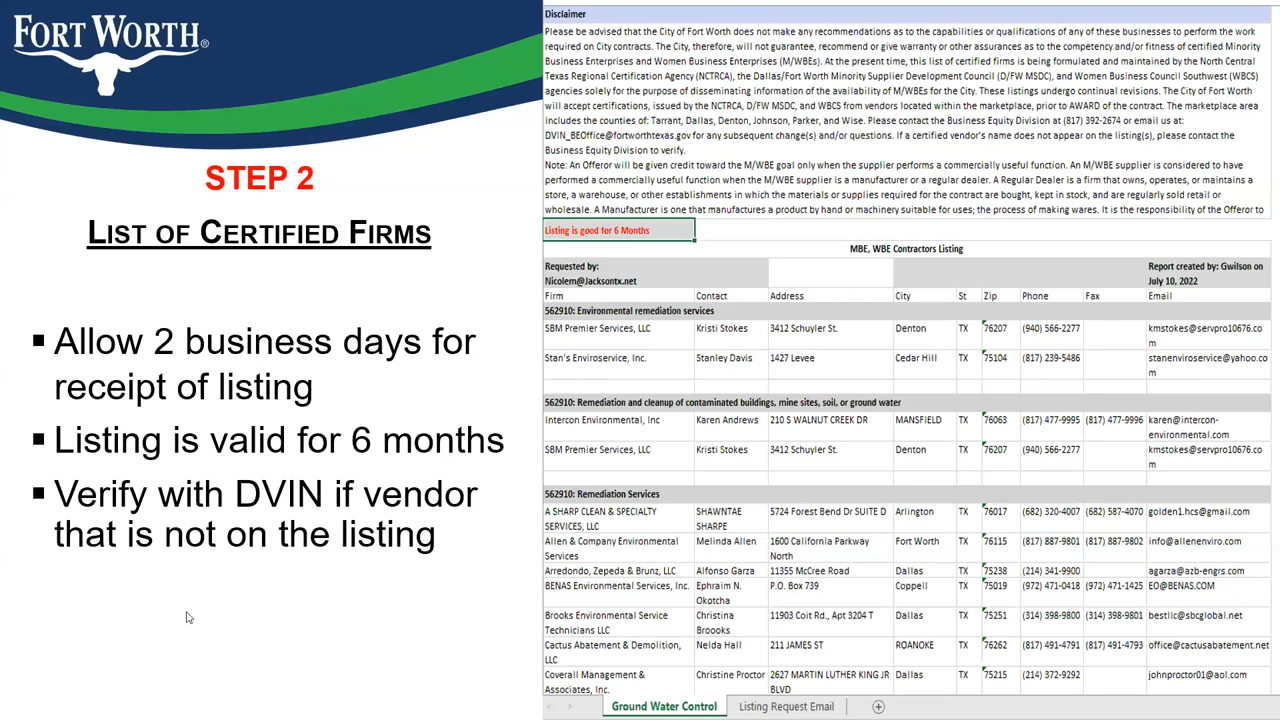 FORT WORTH®
STEP 2
LIST OF CERTIFIED FIRMS
▪ Allow 2 business days for
receipt of listing
▪ Listing is valid for 6 months
▪ Verify with DVIN if vendor
that is not on the listing
Disclaimer
Please be advised that the City of Fort Worth does not make any recommendations as to the capabilities or qualifications of any of these businesses to perform the work
required on City contracts. The City, therefore, will not guarantee, recommend or give warranty or other assurances as to the competency and/or fitness of certified Minority
Business Enterprises and Women Business Enterprises (M/WBEs). At the present time, this list of certified firms is being formulated and maintained by the North Central
Texas Regional Certification Agency (NCTRCA), the Dallas/Fort Worth Minority Supplier Development Council (D/FW MSDC), and Women Business Council Southwest (WBCS)
agencies solely for the purpose of disseminating information of the availability of M/WBEs for the City. These listings undergo continual revisions. The City of Fort Worth
will accept certifications, issued by the NCTRCA, D/FW MSDC, and WBCS from vendors located within the marketplace, prior to AWARD of the contract. The marketplace area
includes the counties of: Tarrant, Dallas, Denton, Johnson, Parker, and Wise. Please contact the Business Equity Division at (817) 392-2674 or email us at:
DVIN_BEOffice@fortworthtexas.gov for any subsequent change(s) and/or questions. If a certified vendor's name does not appear on the listing(s), please contact the
Business Equity Division to verify.
Note: An Offeror will be given credit toward the M/WBE goal only when the supplier performs a commercially useful function. An M/WBE supplier is considered to have
performed a commercially useful function when the M/WBE supplier is a manufacturer or a regular dealer. A Regular Dealer is a firm that owns, operates, or maintains a
store, a warehouse, or other establishments in which the materials or supplies required for the contract are bought, kept in stock, and are regularly sold retail or
wholesale. A Manufacturer is one that manufactures a product by hand or machinery suitable for uses; the process of making wares. It is the responsibility of the Offeror to
Listing is good for 6 Months
MBE, WBE Contractors Listing
Requested by: Report created by: Gwilson on
Nicolem@Jacksontx.net July 10, 2022
Firm Contact Address City St Zip Phone Fax Email
562910: Environmental remediation services
SBM Premier Services, LLC Kristi Stokes 3412 Schuyler St. Denton TX 76207 (940) 566-2277 kmstokes@servpro10676.co
m
Stan's Enviroservice, Inc. Stanley Davis 1427 Levee Cedar Hill TX 75104 (817) 239-5486 stanenviroservice@yahoo.co
m
562910: Remediation and cleanup of contaminated buildings, mine sites, soil, or ground water
Intercon Environmental, Inc Karen Andrews 210 S WALNUT CREEK DR MANSFIELD TX 76063 (817) 477-9995 (817) 477-9996 karen@intercon-
environmental.com
SBM Premier Services, LLC Kristi Stokes 3412 Schuyler St. Denton TX 76207 (940) 566-2277 kmstokes@servpro10676.co
m
562910: Remediation Services
A SHARP CLEAN & SPECIALTY SHAWNTAE 5724 Forest Bend Dr SUITE D Arlington TX 76017 (682) 320-4007 (682) 587-4070 golden1.hcs@gmail.com
SERVICES, LLC SHARPE
Allen & Company Environmental Melinda Allen 1600 California Parkway Fort Worth TX 76115 (817) 887-9801 (817) 887-9802 info@allenenviro.com
Services North
Arredondo, Zepeda & Brunz, LLC Alfonso Garza 11355 McCree Road Dallas TX 75238 (214) 341-9900 agarza@azb-engrs.com
BENAS Environmental Services, Inc. Ephraim N. P.O. Box 739 Coppell TX 75019 (972) 471-0418 (972) 471-1425 EO@BENAS.COM
Okotcha
Brooks Environmental Service Christina 11903 Coit Rd., Apt 3204 T Dallas TX 75251 (314) 398-9800 (314) 398-9801 bestllc@sbcglobal.net
Technicians LLC Broooks
Cactus Abatement & Demolition, Nelda Hall 211 JAMES ST ROANOKE TX 76262 (817) 491-4791 (817) 491-4793 office@cactusabatement.net
LLC
Coverall Management & Christine Proctor 2627 MARTIN LUTHER KING JR Dallas TX 75215 (214) 372-9292 johnproctor01@aol.com
Associates, Inc. BLVD
Ground Water Control Listing Request Email